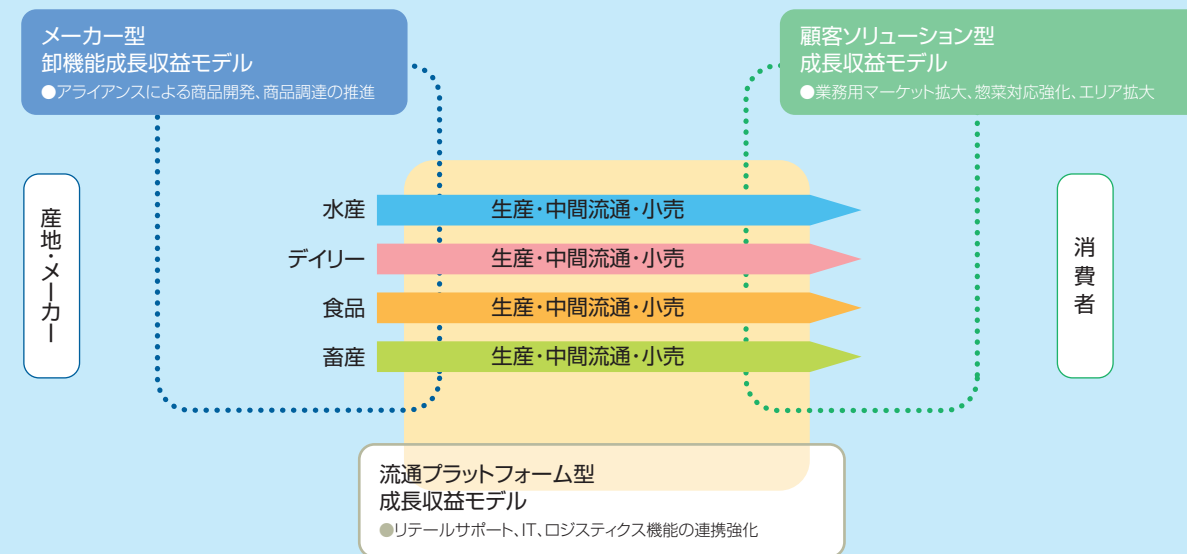 メーカー型
卸機能成長収益モデル
●アライアンスによる商品開発、商品調達の推進
顧客ソリューション型
成長収益モデル
●業務用マーケット拡大、惣菜対応強化、エリア拡大
産地・メーカー
水産 生産・中間流通・小売
デイリー 生産・中間流通・小売
食品 生産・中間流通・小売
畜産 生産・中間流通・小売
消費者
流通プラットフォーム型
成長収益モデル
●リテールサポート、IT、ロジスティクス機能の連携強化